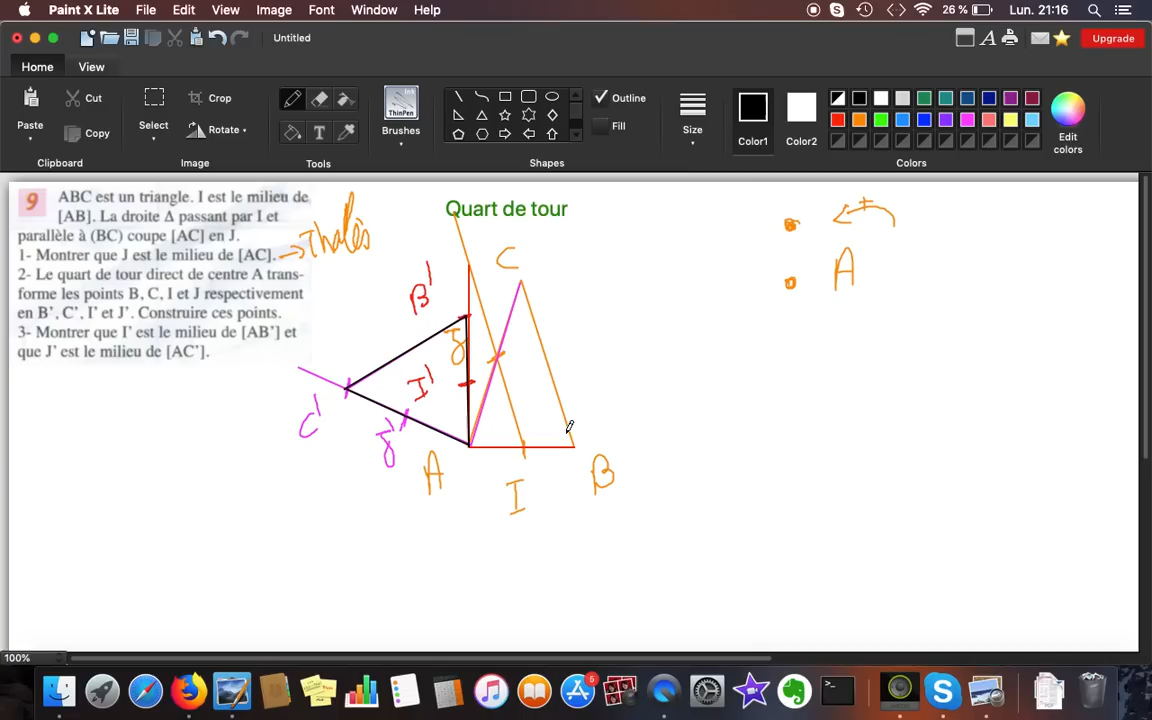 Paint X Lite File Edit View Image Font Window Help 26 % Lun. 21:16
Untitled
Upgrade
Home View
Paste Cut Copy Select Crop Rotate Brushes Outline Fill Size Color1 Color2 Edit colors
Ink
ThinPen
Clipboard Image Tools Shapes Colors
9 ABC est un triangle. I est le milieu de
[AB]. La droite Δ passant par I et
parallèle à (BC) coupe [AC] en J.
1- Montrer que J est le milieu de [AC].
Thalès
2- Le quart de tour direct de centre A trans-
forme les points B, C, I et J respectivement
en B’, C’, I’ et J’. Construire ces points.
3- Montrer que I’ est le milieu de [AB’] et
que J’ est le milieu de [AC’].
Quart de tour
+
C
A
B'
J
I'
C'
J'
A
I
B
100%
5